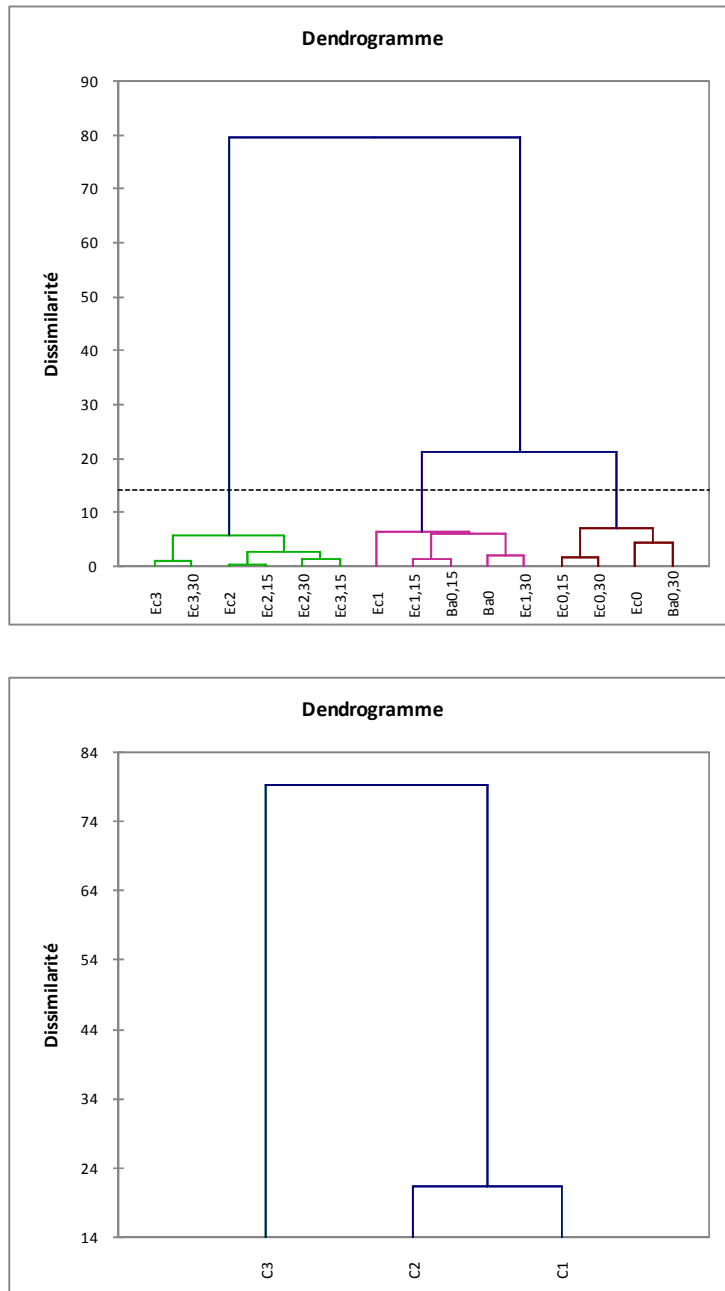 Dendrogramme
90
80
70
60
50
40
30
20
10
0
Dissimilarité
Ec3
Ec3,30
Ec2
Ec2,15
Ec2,30
Ec3,15
Ec1
Ec1,15
Ba0,15
Ba0
Ec1,30
Ec0,15
Ec0,30
Ec0
Ba0,30
Dendrogramme
84
74
64
54
44
34
24
14
Dissimilarité
C3
C2
C1